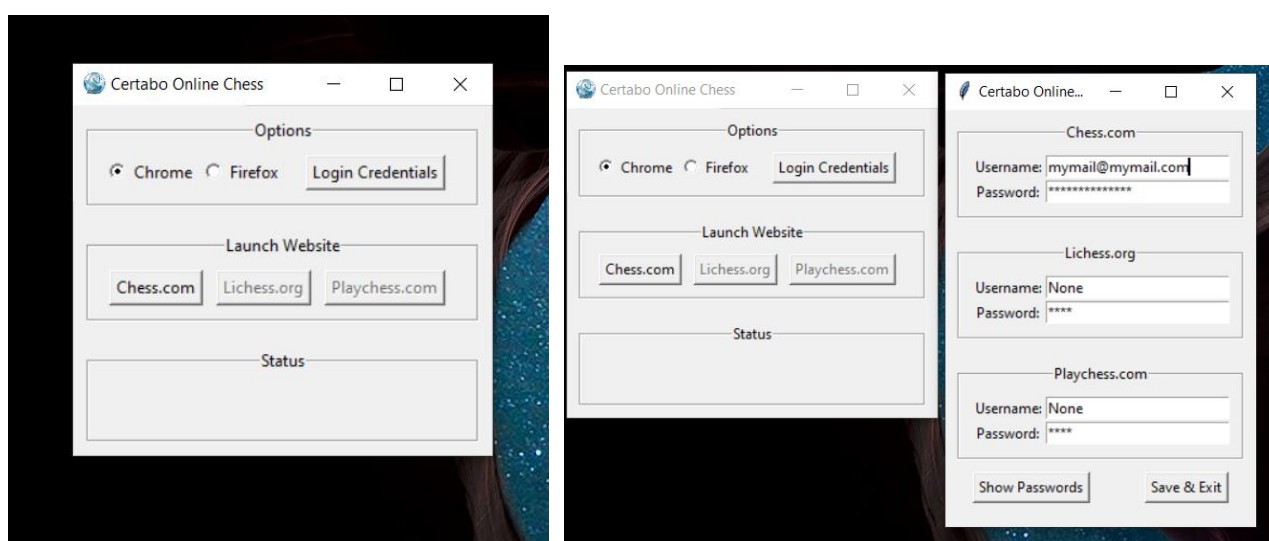 Certabo Online Chess
Options
Chrome Firefox Login Credentials
Launch Website
Chess.com Lichess.org Playchess.com
Status
Certabo Online Chess
Options
Chrome Firefox Login Credentials
Launch Website
Chess.com Lichess.org Playchess.com
Status
Certabo Online...
Chess.com
Username: mymail@mymail.com
Password: **************
Lichess.org
Username: None
Password: ****
Playchess.com
Username: None
Password: ****
Show Passwords Save & Exit